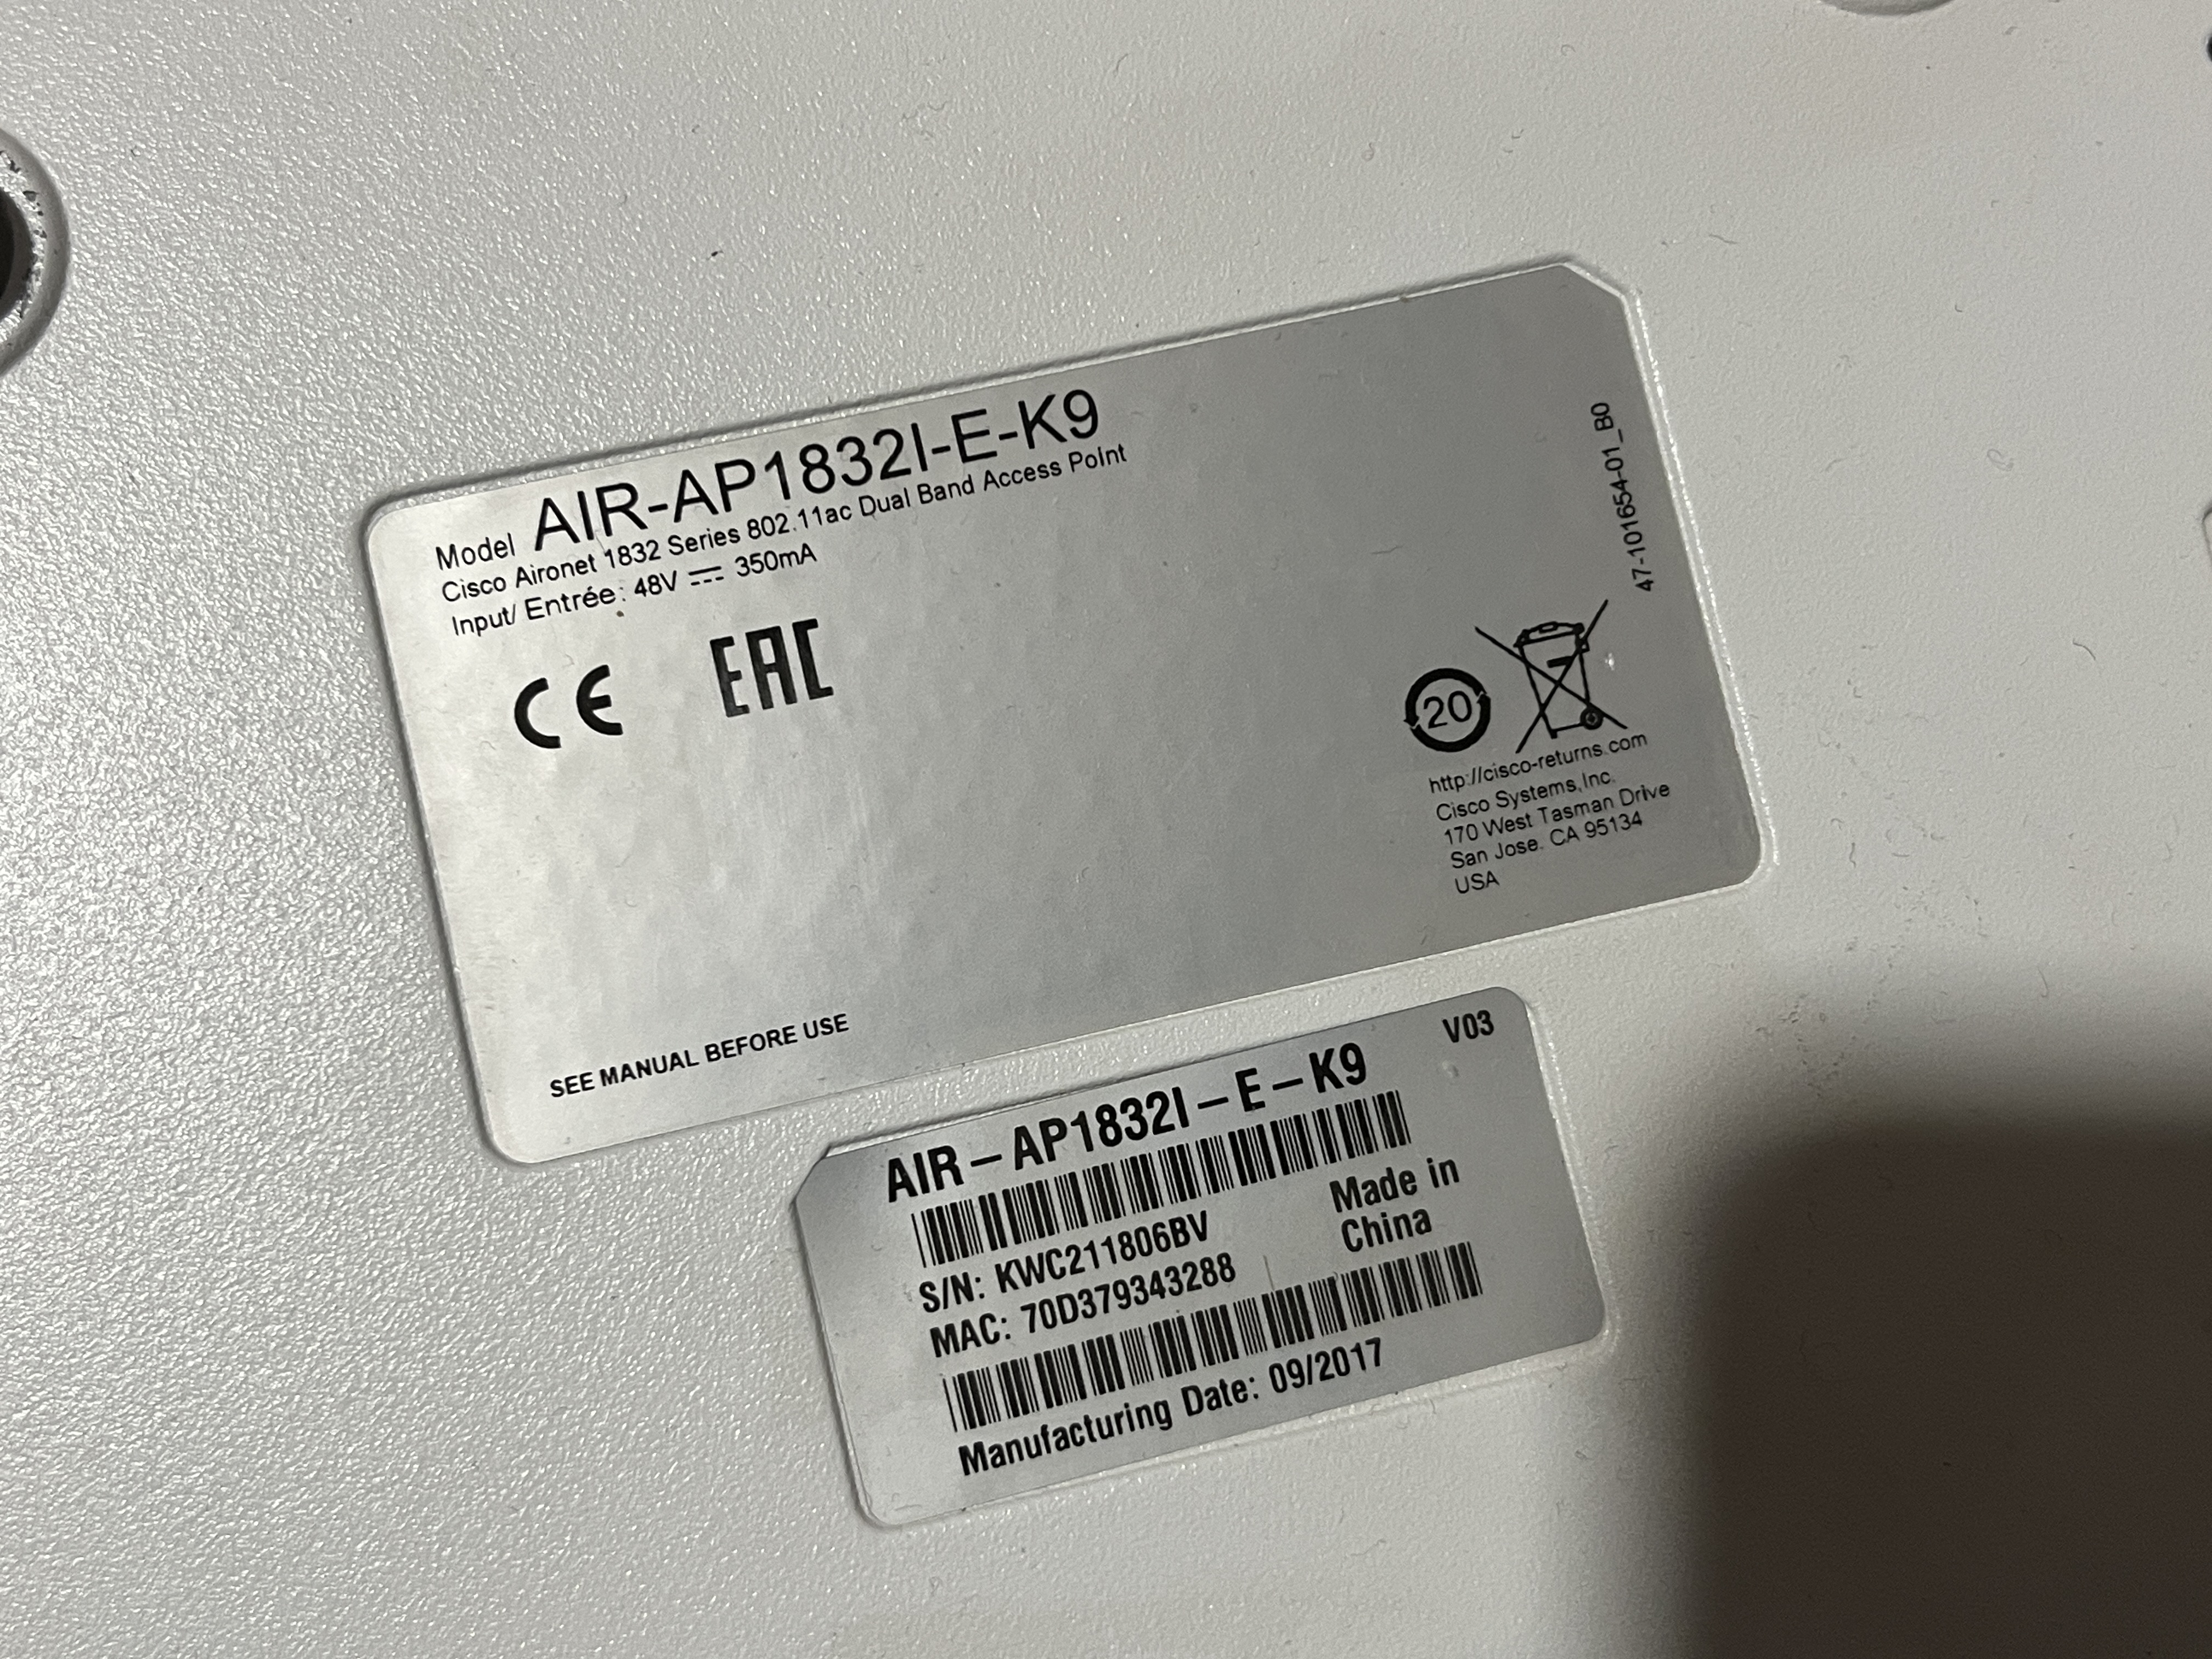 Model AIR-AP1832I-E-K9
Cisco Aironet 1832 Series 802.11ac Dual Band Access Point
Input/ Entrée: 48V ⎓ 350mA
CE EAC
47-101654-01_B0
20
http://cisco-returns.com
Cisco Systems,Inc.
170 West Tasman Drive
San Jose. CA 95134
USA
SEE MANUAL BEFORE USE
V03
AIR-AP1832I-E-K9
S/N: KWC211806BV
Made in
China
MAC: 70D379343288
Manufacturing Date: 09/2017